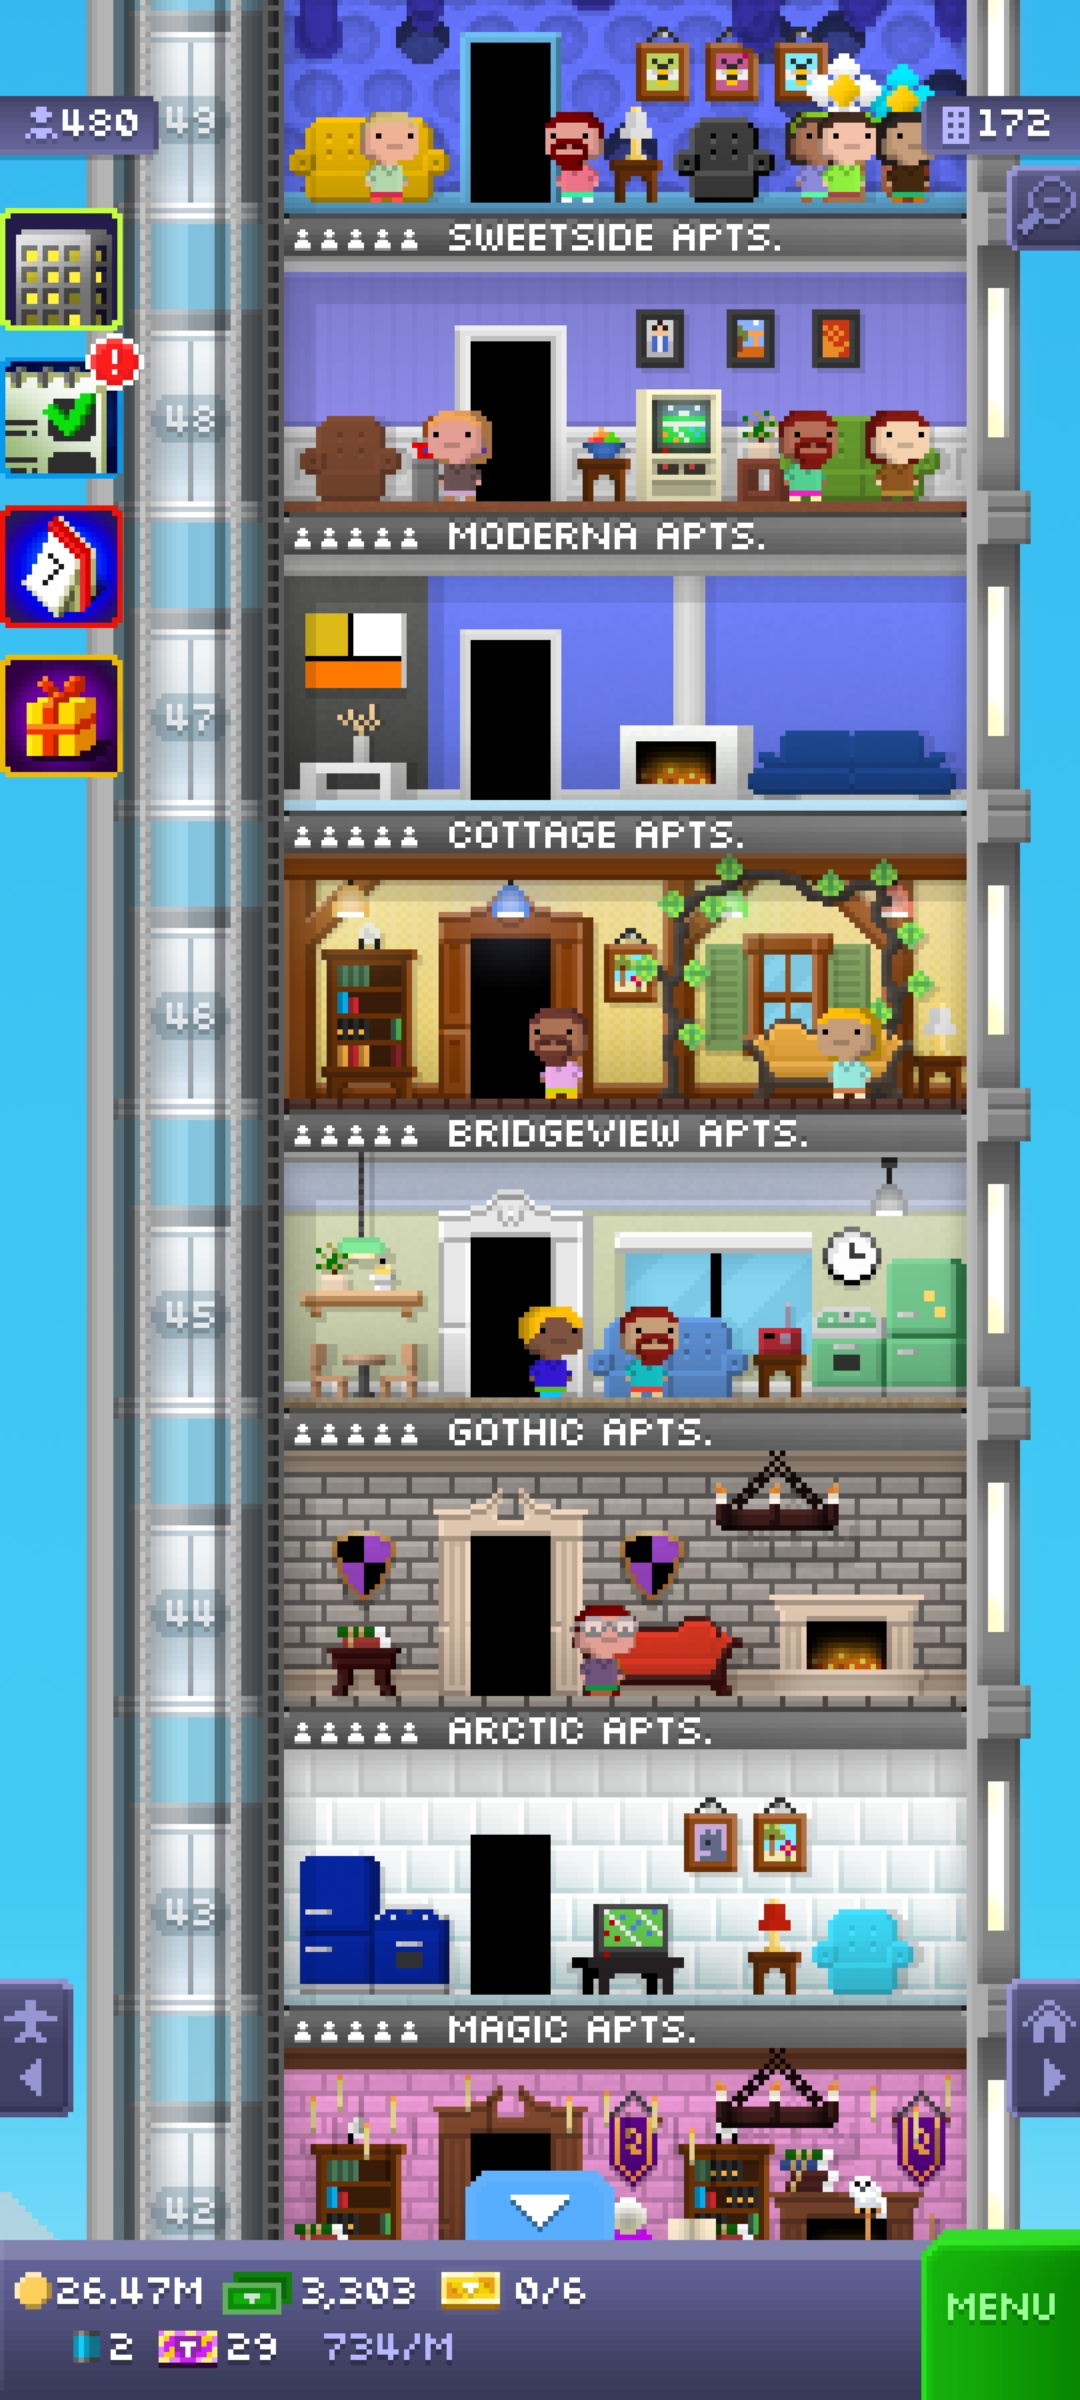 49
480
172
SWEETSIDE APTS.
48
MODERNA APTS.
7
47
COTTAGE APTS.
46
BRIDGEVIEW APTS.
45
GOTHIC APTS.
44
ARCTIC APTS.
43
MAGIC APTS.
42
26.47M 3,303 0/6
MENU
2 T 29 734/M